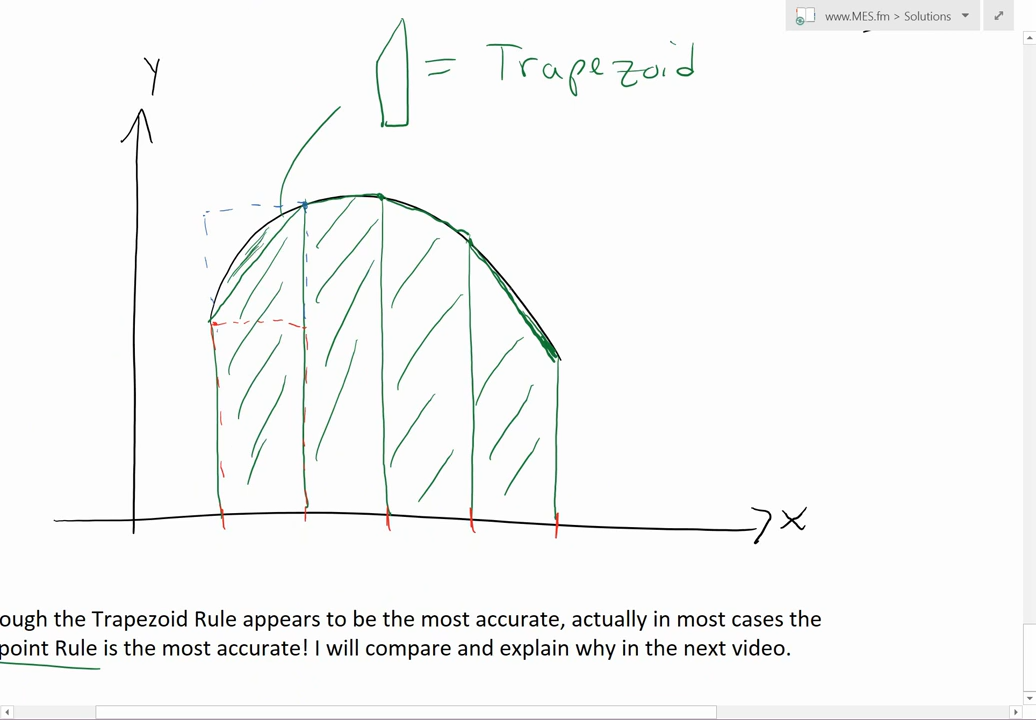 www.MES.fm > Solutions
= Trapezoid
Y
X
ough the Trapezoid Rule appears to be the most accurate, actually in most cases the
point Rule is the most accurate! I will compare and explain why in the next video.